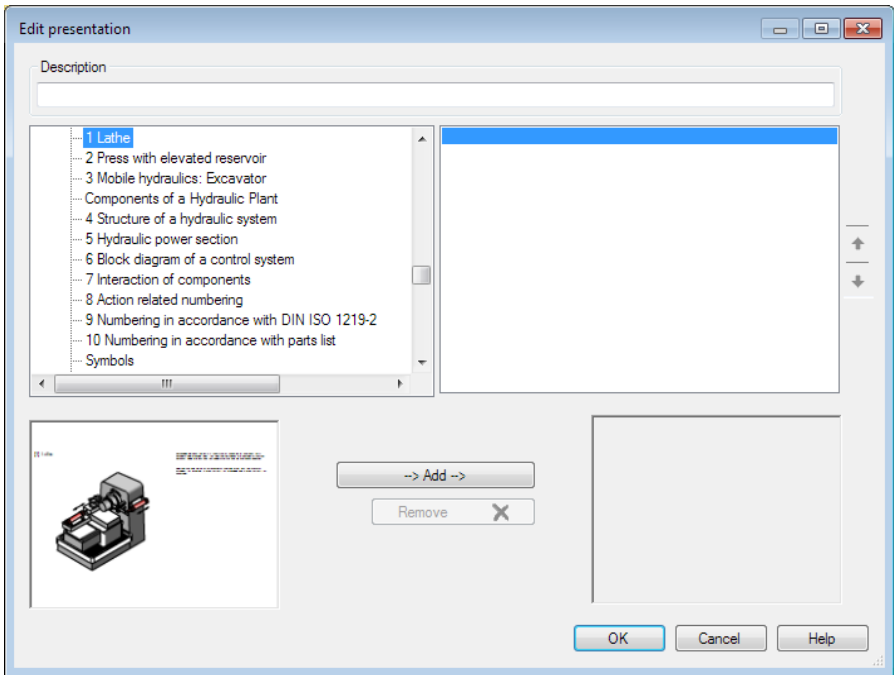 Edit presentation
Description
1 Lathe
2 Press with elevated reservoir
3 Mobile hydraulics: Excavator
Components of a Hydraulic Plant
4 Structure of a hydraulic system
5 Hydraulic power section
6 Block diagram of a control system
7 Interaction of components
8 Action related numbering
9 Numbering in accordance with DIN ISO 1219-2
10 Numbering in accordance with parts list
Symbols
--> Add -->
Remove
OK
Cancel
Help